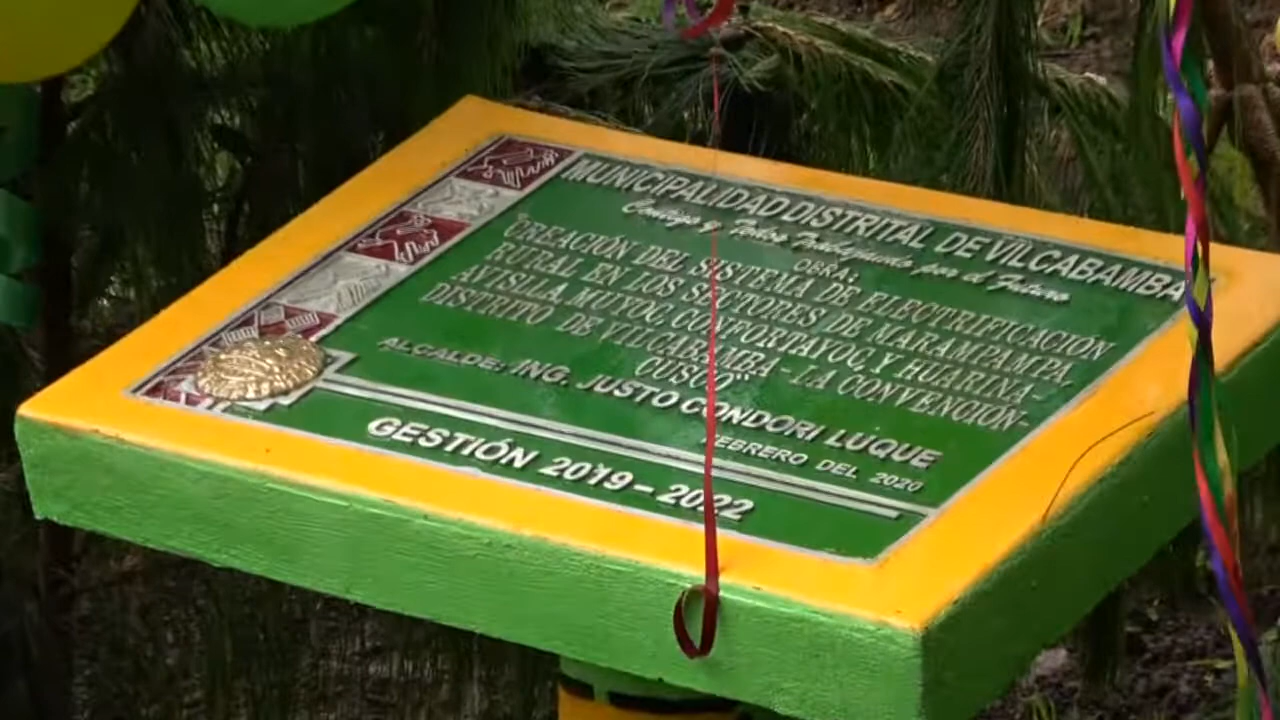 MUNICIPALIDAD DISTRITAL DE VILCABAMBA
Contigo y Todos Trabajando por el Futuro
OBRA:
"CREACIÓN DEL SISTEMA DE ELECTRIFICACIÓN
RURAL EN LOS SECTORES DE MARAMPAMPA,
AYISLLA, MUYOC, CONPORTAYOC, Y HUARINA-
DISTRITO DE VILCABAMBA - LA CONVENCIÓN-
CUSCO"
ALCALDE: ING. JUSTO CONDORI LUQUE
FEBRERO DEL 2020
GESTIÓN 2019 - 2022